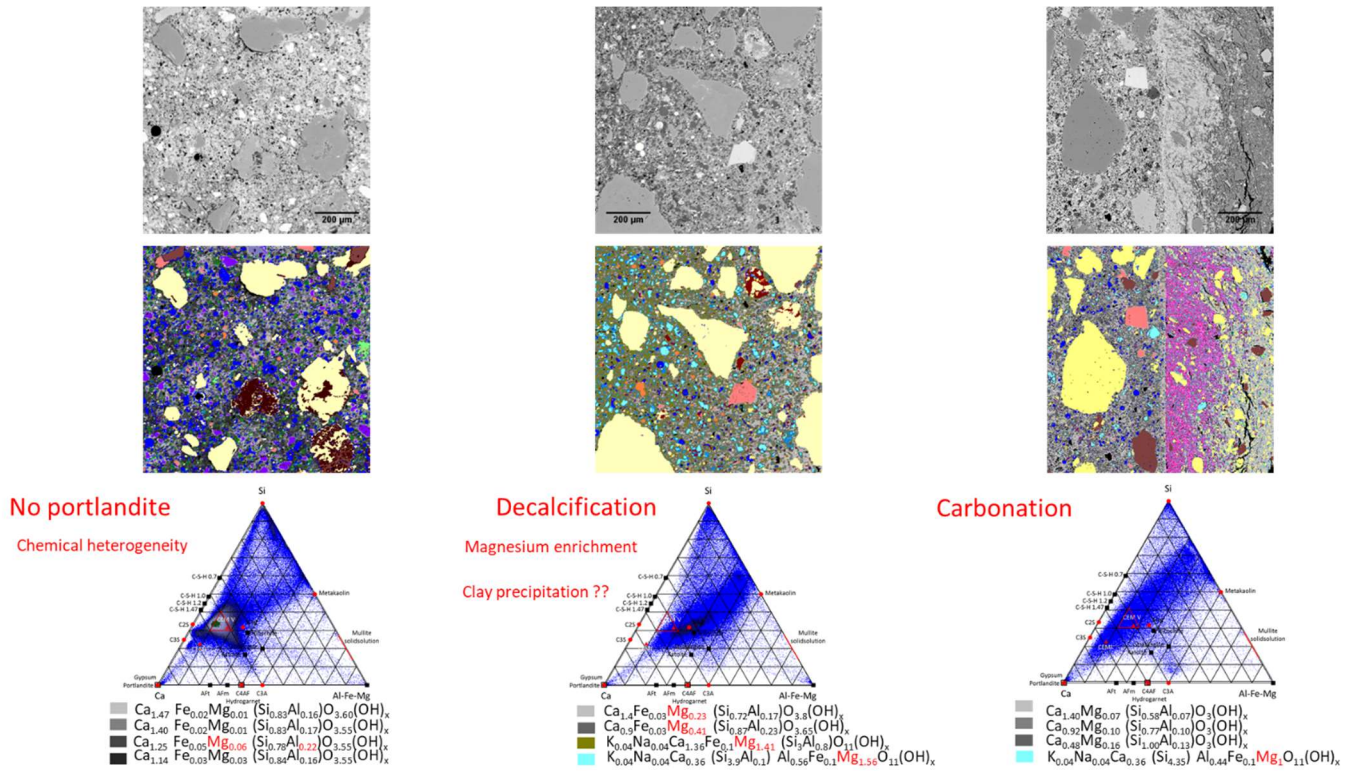 200 μm
200 μm
200 μm
No portlandite
Chemical heterogeneity
Si
C-S-H 0.7
C-S-H 1.0
C-S-H 1.2
C-S-H 1.47
C2S
C3S
Metakaolin
Mullite
solidsolution
Gypsum
Portlandite
Ca
AFt
AFm
C4AF
C3A
Hydrogarnet
Al-Fe-Mg
Ca1.47 Fe0.02Mg0.01 (Si0.83Al0.16)O3.60(OH)x
Ca1.40 Fe0.02Mg0.01 (Si0.83Al0.17)O3.55(OH)x
Ca1.25 Fe0.05Mg0.06 (Si0.78Al0.22)O3.55(OH)x
Ca1.14 Fe0.03Mg0.03 (Si0.84Al0.16)O3.55(OH)x
Decalcification
Magnesium enrichment
Clay precipitation ??
Si
C-S-H 0.7
C-S-H 1.0
C-S-H 1.2
C-S-H 1.47
C2S
C3S
Metakaolin
Mullite
solidsolution
Gypsum
Portlandite
Ca
AFt
AFm
C4AF
C3A
Hydrogarnet
Al-Fe-Mg
Ca1.4Fe0.03Mg0.23 (Si0.72Al0.17)O3.8(OH)x
Ca0.9Fe0.03Mg0.41 (Si0.87Al0.23)O3.65(OH)x
K0.04Na0.04Ca1.36Fe0.1Mg1.41 (Si3Al0.8)O11(OH)x
K0.04Na0.04Ca0.36 (Si3.9Al0.1) Al0.56Fe0.1Mg1.56O11(OH)x
Carbonation
Si
C-S-H 0.7
C-S-H 1.0
C-S-H 1.2
C-S-H 1.47
C2S
C3S
CEM V
CEMI
Metakaolin
Mullite
solidsolution
Gypsum
Portlandite
Ca
AFt
AFm
C4AF
C3A
Hydrogarnet
Al-Fe-Mg
Ca1.40Mg0.07 (Si0.58Al0.07)O3(OH)x
Ca0.92Mg0.10 (Si0.77Al0.10)O3(OH)x
Ca0.48Mg0.16 (Si1.00Al0.13)O3(OH)x
K0.04Na0.04Ca0.36 (Si4.35) Al0.44Fe0.1Mg1O11(OH)x